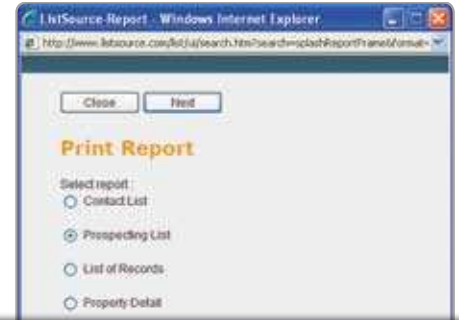 ListSource Report - Windows Internet Explorer
http://www.listsource.com/list/ui/search.htm?search=splashReportFrame&format=
Close Next
Print Report
Select report :
Contact List
Prospecting List
List of Records
Property Detail